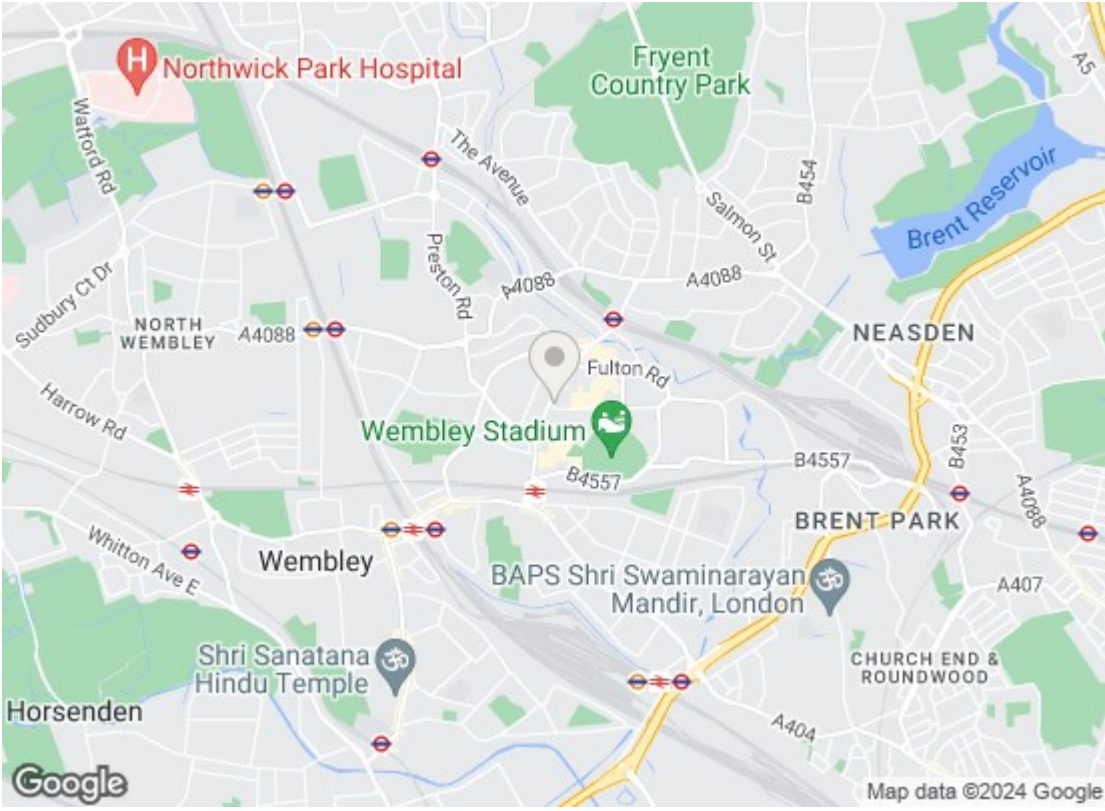 Northwick Park Hospital
Fryent
Country Park
A5
Watford Rd
The Avenue
B454
Salmon St
Brent Reservoir
Sudbury Ct Dr
Preston Rd
A4088
A4088
NORTH
WEMBLEY
A4088
NEASDEN
Fulton Rd
Harrow Rd
Wembley Stadium
B4557
B4557
B453
A4088
BRENT PARK
Whitton Ave E
Wembley
BAPS Shri Swaminarayan
Mandir, London
A407
Shri Sanatana
Hindu Temple
CHURCH END &
ROUNDWOOD
Horsenden
A404
Google
Map data ©2024 Google
H